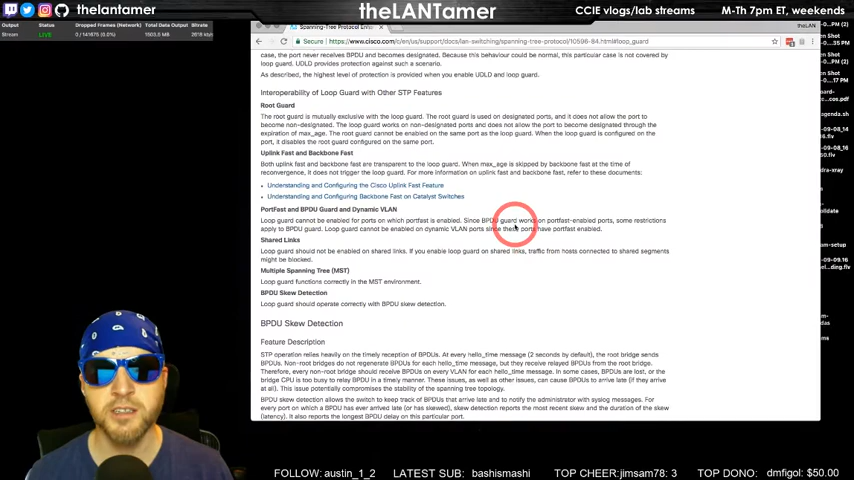 thelantamer
theLANTamer
CCIE vlogs/lab streams
M-Th 7pm ET, weekends
Output
Status
Dropped Frames (Network)
Total Data Output
Bitrate
Stream
LIVE
Spanning-Tree Protocol Enha
theLAN
Secure
https://www.cisco.com/c/en/us/support/docs/lan-switching/spanning-tree-protocol/10596-84.html#loop_guard
case, the port never receives BPDU and becomes designated. Because this behaviour could be normal, this particular case is not covered by
loop guard. UDLD provides protection against such a scenario.
As described, the highest level of protection is provided when you enable UDLD and loop guard.
Interoperability of Loop Guard with Other STP Features
Root Guard
The root guard is mutually exclusive with the loop guard. The root guard is used on designated ports, and it does not allow the port to
become non-designated. The loop guard works on non-designated ports and does not allow the port to become designated through the
expiration of max_age. The root guard cannot be enabled on the same port as the loop guard. When the loop guard is configured on the
port, it disables the root guard configured on the same port.
Uplink Fast and Backbone Fast
Both uplink fast and backbone fast are transparent to the loop guard. When max_age is skipped by backbone fast at the time of
reconvergence, it does not trigger the loop guard. For more information on uplink fast and backbone fast, refer to these documents:
• Understanding and Configuring the Cisco Uplink Fast Feature
• Understanding and Configuring Backbone Fast on Catalyst Switches
PortFast and BPDU Guard and Dynamic VLAN
Loop guard cannot be enabled for ports on which portfast is enabled. Since BPDU guard works on portfast-enabled ports, some restrictions
apply to BPDU guard. Loop guard cannot be enabled on dynamic VLAN ports since these ports have portfast enabled.
Shared Links
Loop guard should not be enabled on shared links. If you enable loop guard on shared links, traffic from hosts connected to shared segments
might be blocked.
Multiple Spanning Tree (MST)
Loop guard functions correctly in the MST environment.
BPDU Skew Detection
Loop guard should operate correctly with BPDU skew detection.
BPDU Skew Detection
Feature Description
STP operation relies heavily on the timely reception of BPDUs. At every hello_time message (2 seconds by default), the root bridge sends
BPDUs. Non-root bridges do not regenerate BPDUs for each hello_time message, but they receive relayed BPDUs from the root bridge.
Therefore, every non-root bridge should receive BPDUs on every VLAN for each hello_time message. In some cases, BPDUs are lost, or the
bridge CPU is too busy to relay BPDU in a timely manner. These issues, as well as other issues, can cause BPDUs to arrive late (if they arrive
at all). This issue potentially compromises the stability of the spanning tree topology.
BPDU skew detection allows the switch to keep track of BPDUs that arrive late and to notify the administrator with syslog messages. For
every port on which a BPDU has ever arrived late (or has skewed), skew detection reports the most recent skew and the duration of the skew
(latency). It also reports the longest BPDU delay on this particular port.
FOLLOW: austin_1_2
LATEST SUB: bashismashi
TOP CHEER:jimsam78: 3
TOP DONO: dmfigol: $50.00